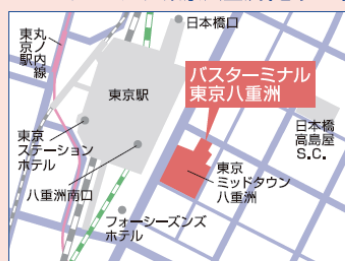 日本橋口
丸ノ内線
東京駅
東京駅
バスターミナル
東京八重洲
日本橋
高島屋
S.C.
東京
ステーション
ホテル
八重洲南口
東京
ミッドタウン
八重洲
フォーシーズンズ
ホテル